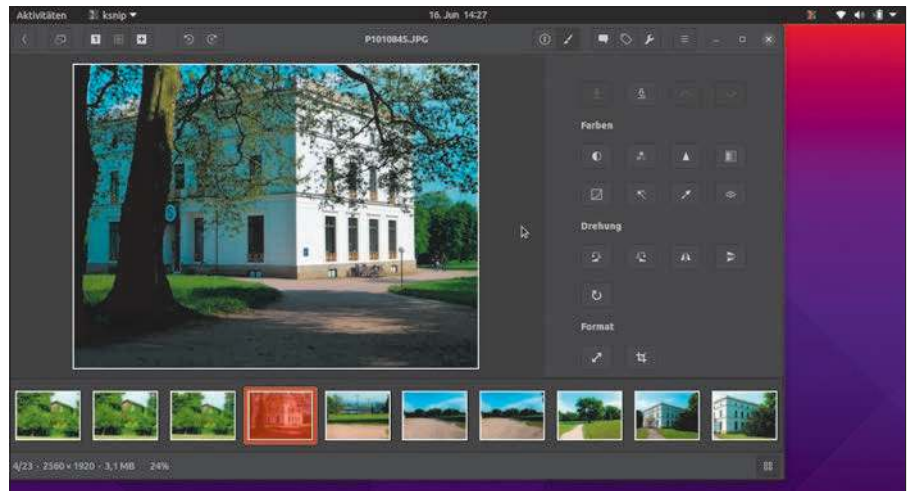 Aktivitäten ksnip 16. Jun 14:27
P1010845.JPG
Farben
Drehung
Format
4/23 - 2560 × 1920 - 3,1 MB 24%